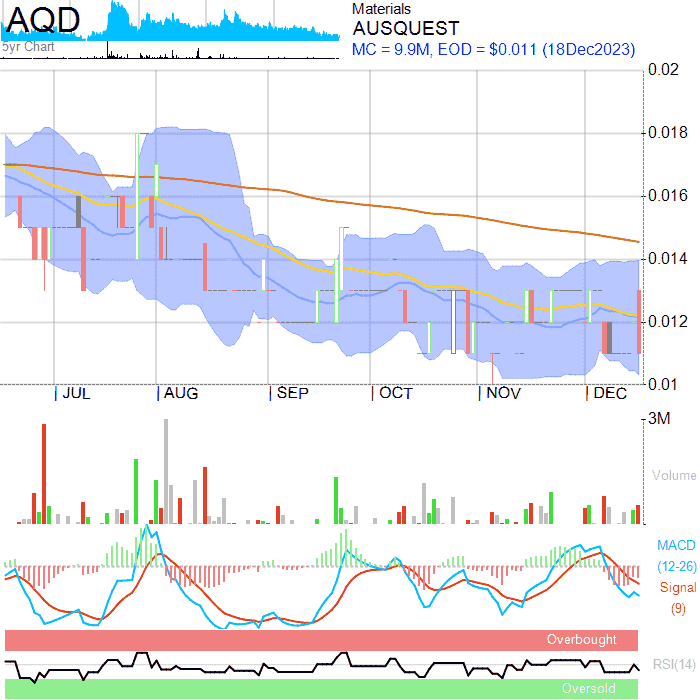 AQD
5yr Chart
Materials
AUSQUEST
MC = 9.9M, EOD = $0.011 (18Dec2023)
0.02
0.018
0.016
0.014
0.012
0.01
JUL AUG SEP OCT NOV DEC
3M
Volume
MACD
(12-26)
Signal
(9)
Overbought
RSI(14)
Oversold